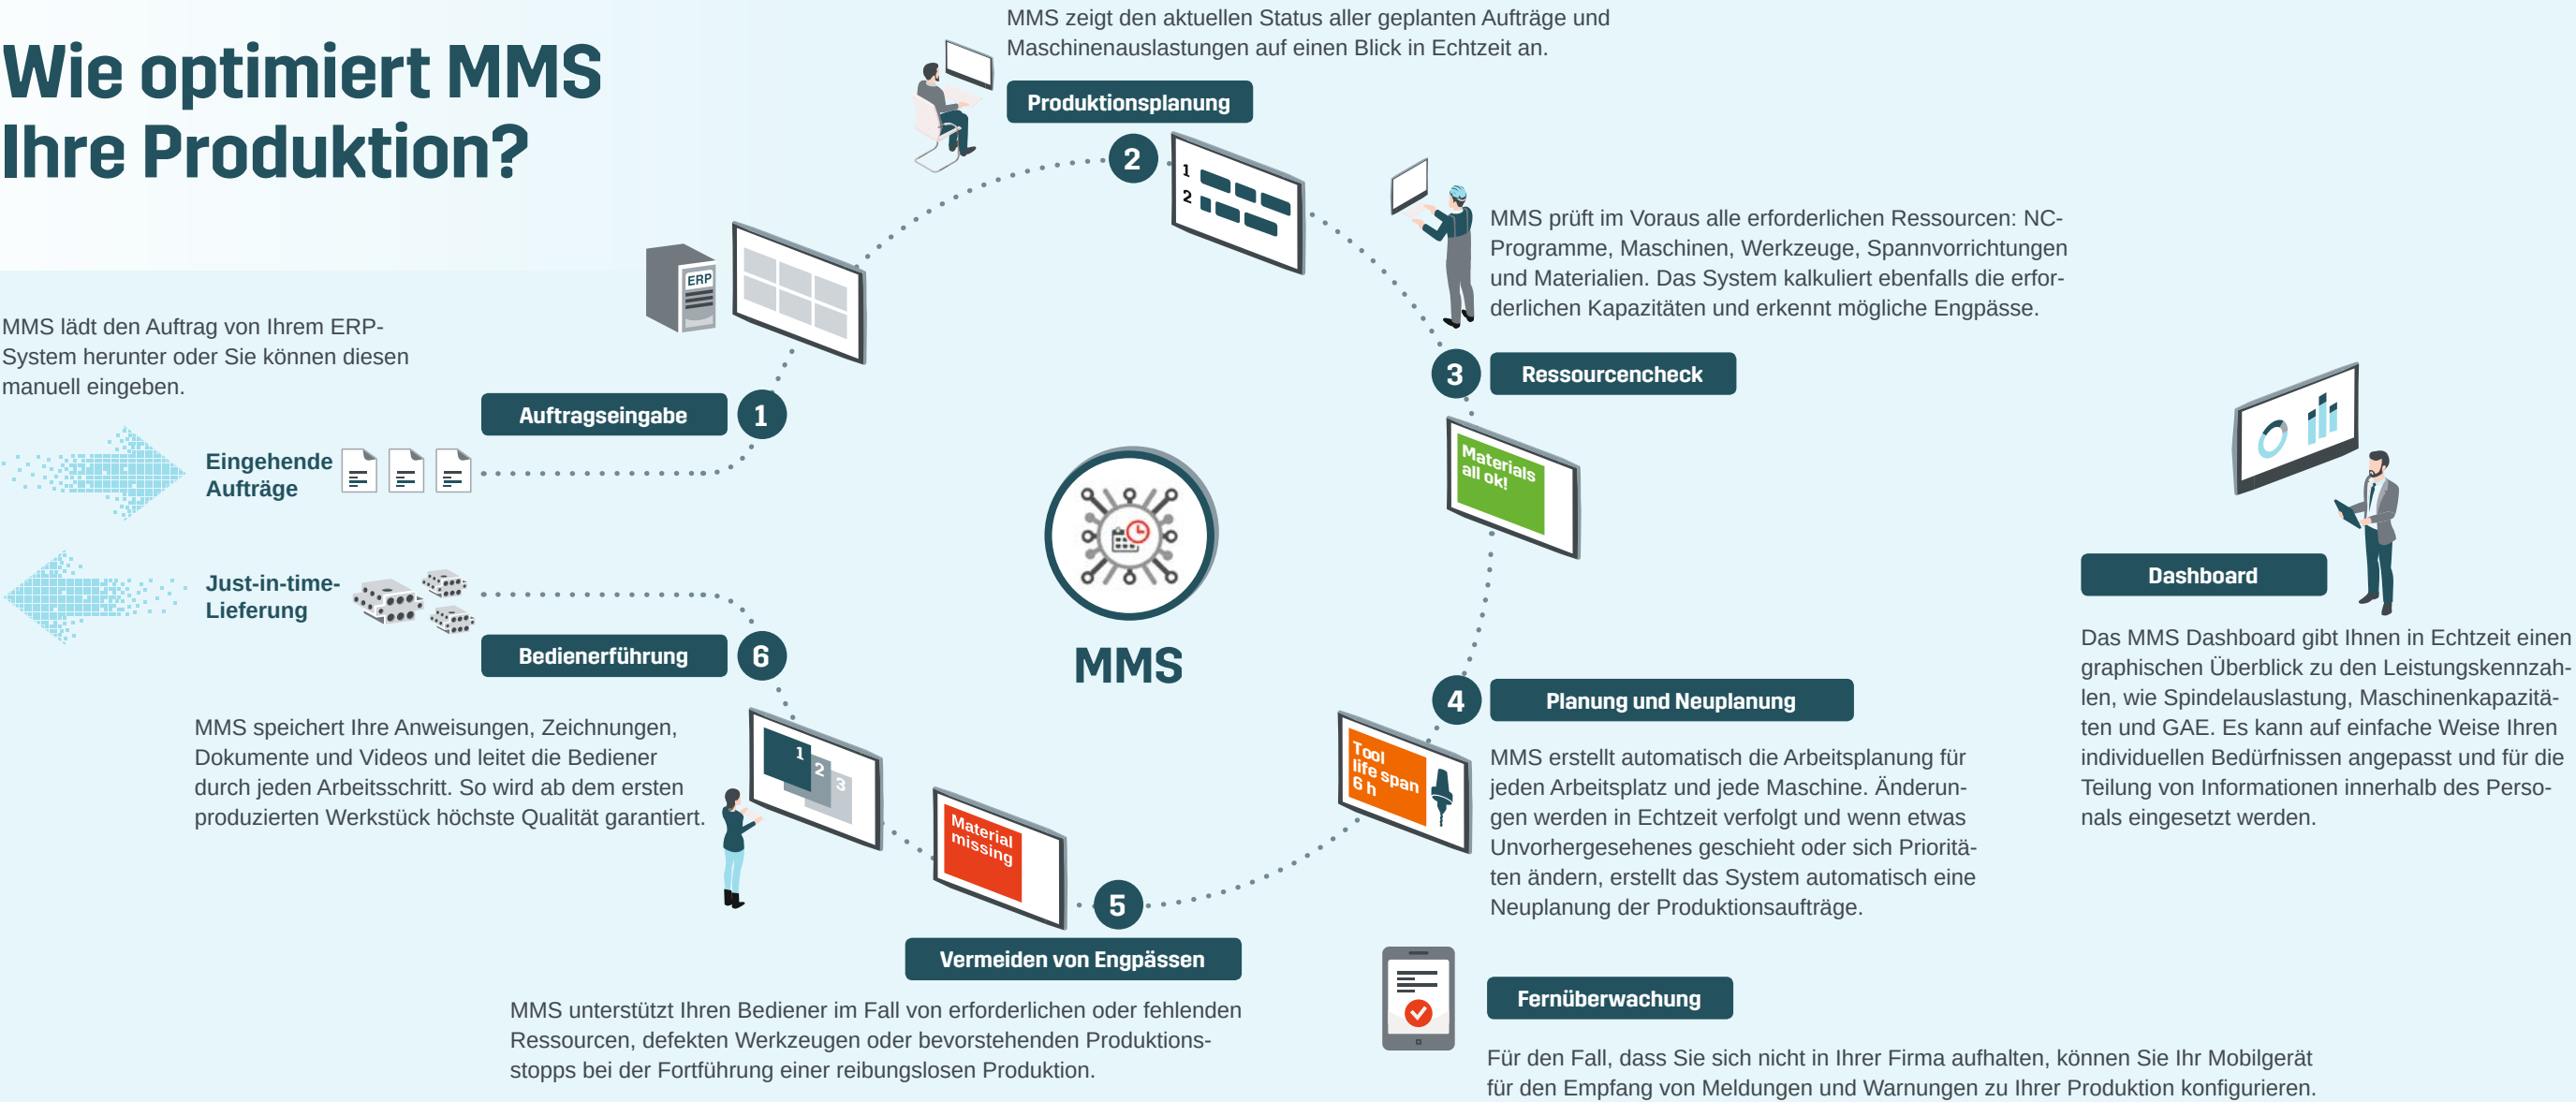 Wie optimiert MMS
Ihre Produktion?
MMS lädt den Auftrag von Ihrem ERP-
System herunter oder Sie können diesen
manuell eingeben.
Auftragseingabe
1
Eingehende
Aufträge
ERP
MMS zeigt den aktuellen Status aller geplanten Aufträge und
Maschinenauslastungen auf einen Blick in Echtzeit an.
Produktionsplanung
2
1
2
MMS prüft im Voraus alle erforderlichen Ressourcen: NC-
Programme, Maschinen, Werkzeuge, Spannvorrichtungen
und Materialien. Das System kalkuliert ebenfalls die erfor-
derlichen Kapazitäten und erkennt mögliche Engpässe.
3
Ressourcencheck
Materials
all ok!
MMS
4
Planung und Neuplanung
Tool
life span
6 h
MMS erstellt automatisch die Arbeitsplanung für
jeden Arbeitsplatz und jede Maschine. Änderun-
gen werden in Echtzeit verfolgt und wenn etwas
Unvorhergesehenes geschieht oder sich Prioritä-
ten ändern, erstellt das System automatisch eine
Neuplanung der Produktionsaufträge.
Material
missing
5
Vermeiden von Engpässen
MMS unterstützt Ihren Bediener im Fall von erforderlichen oder fehlenden
Ressourcen, defekten Werkzeugen oder bevorstehenden Produktions-
stopps bei der Fortführung einer reibungslosen Produktion.
Just-in-time-
Lieferung
Bedienerführung
6
1
2
3
MMS speichert Ihre Anweisungen, Zeichnungen,
Dokumente und Videos und leitet die Bediener
durch jeden Arbeitsschritt. So wird ab dem ersten
produzierten Werkstück höchste Qualität garantiert.
Dashboard
Das MMS Dashboard gibt Ihnen in Echtzeit einen
graphischen Überblick zu den Leistungskennzah-
len, wie Spindelauslastung, Maschinenkapazitä-
ten und GAE. Es kann auf einfache Weise Ihren
individuellen Bedürfnissen angepasst und für die
Teilung von Informationen innerhalb des Perso-
nals eingesetzt werden.
Fernüberwachung
Für den Fall, dass Sie sich nicht in Ihrer Firma aufhalten, können Sie Ihr Mobilgerät
für den Empfang von Meldungen und Warnungen zu Ihrer Produktion konfigurieren.